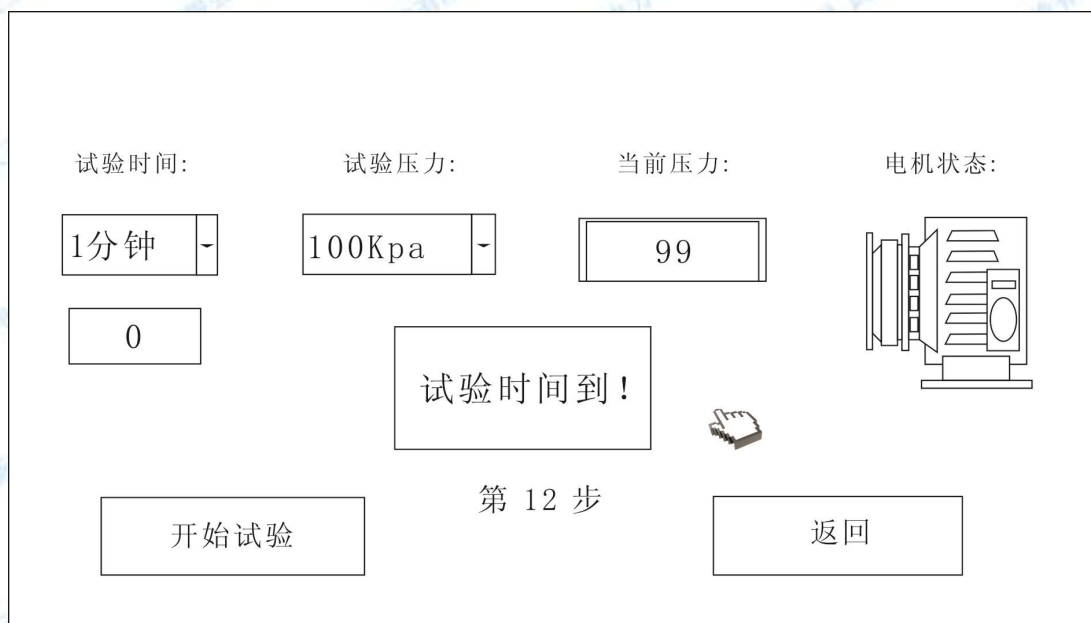 试验时间: 试验压力: 当前压力: 电机状态:
1分钟 100Kpa 99
0
试验时间到!
第 12 步
开始试验 返回